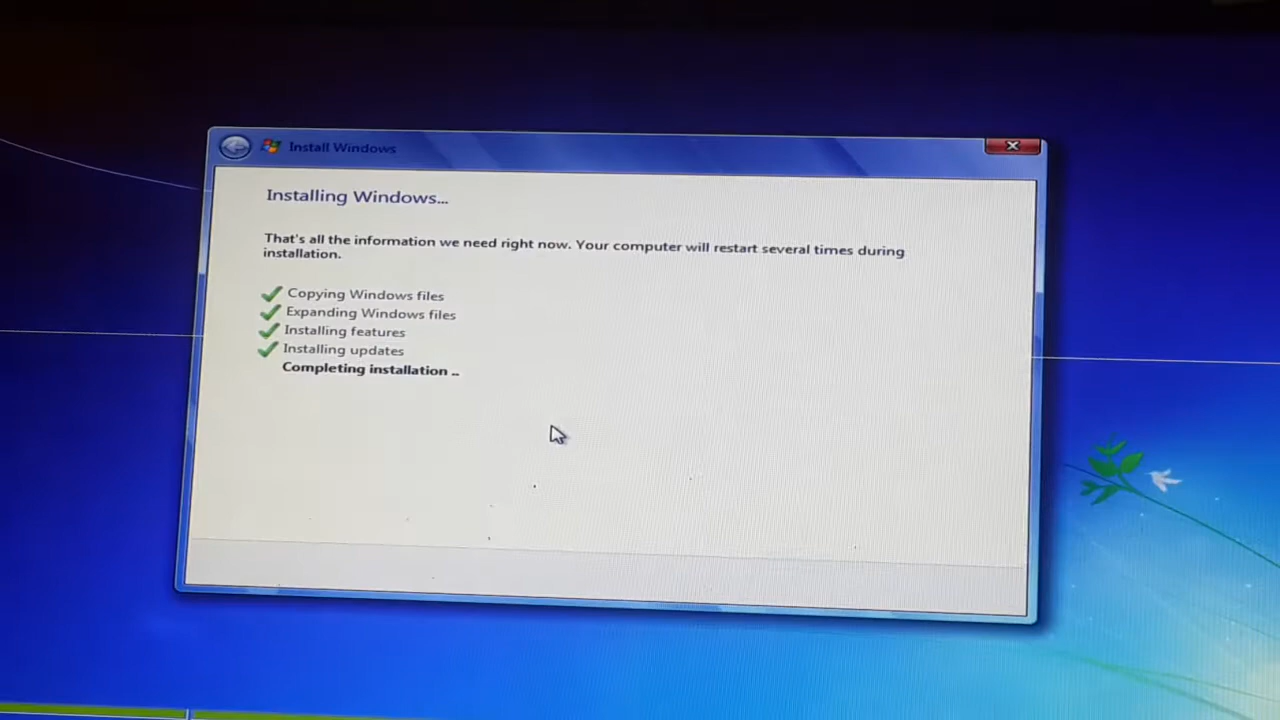 Install Windows
Installing Windows...
That's all the information we need right now. Your computer will restart several times during
installation.
Copying Windows files
Expanding Windows files
Installing features
Installing updates
Completing installation ..